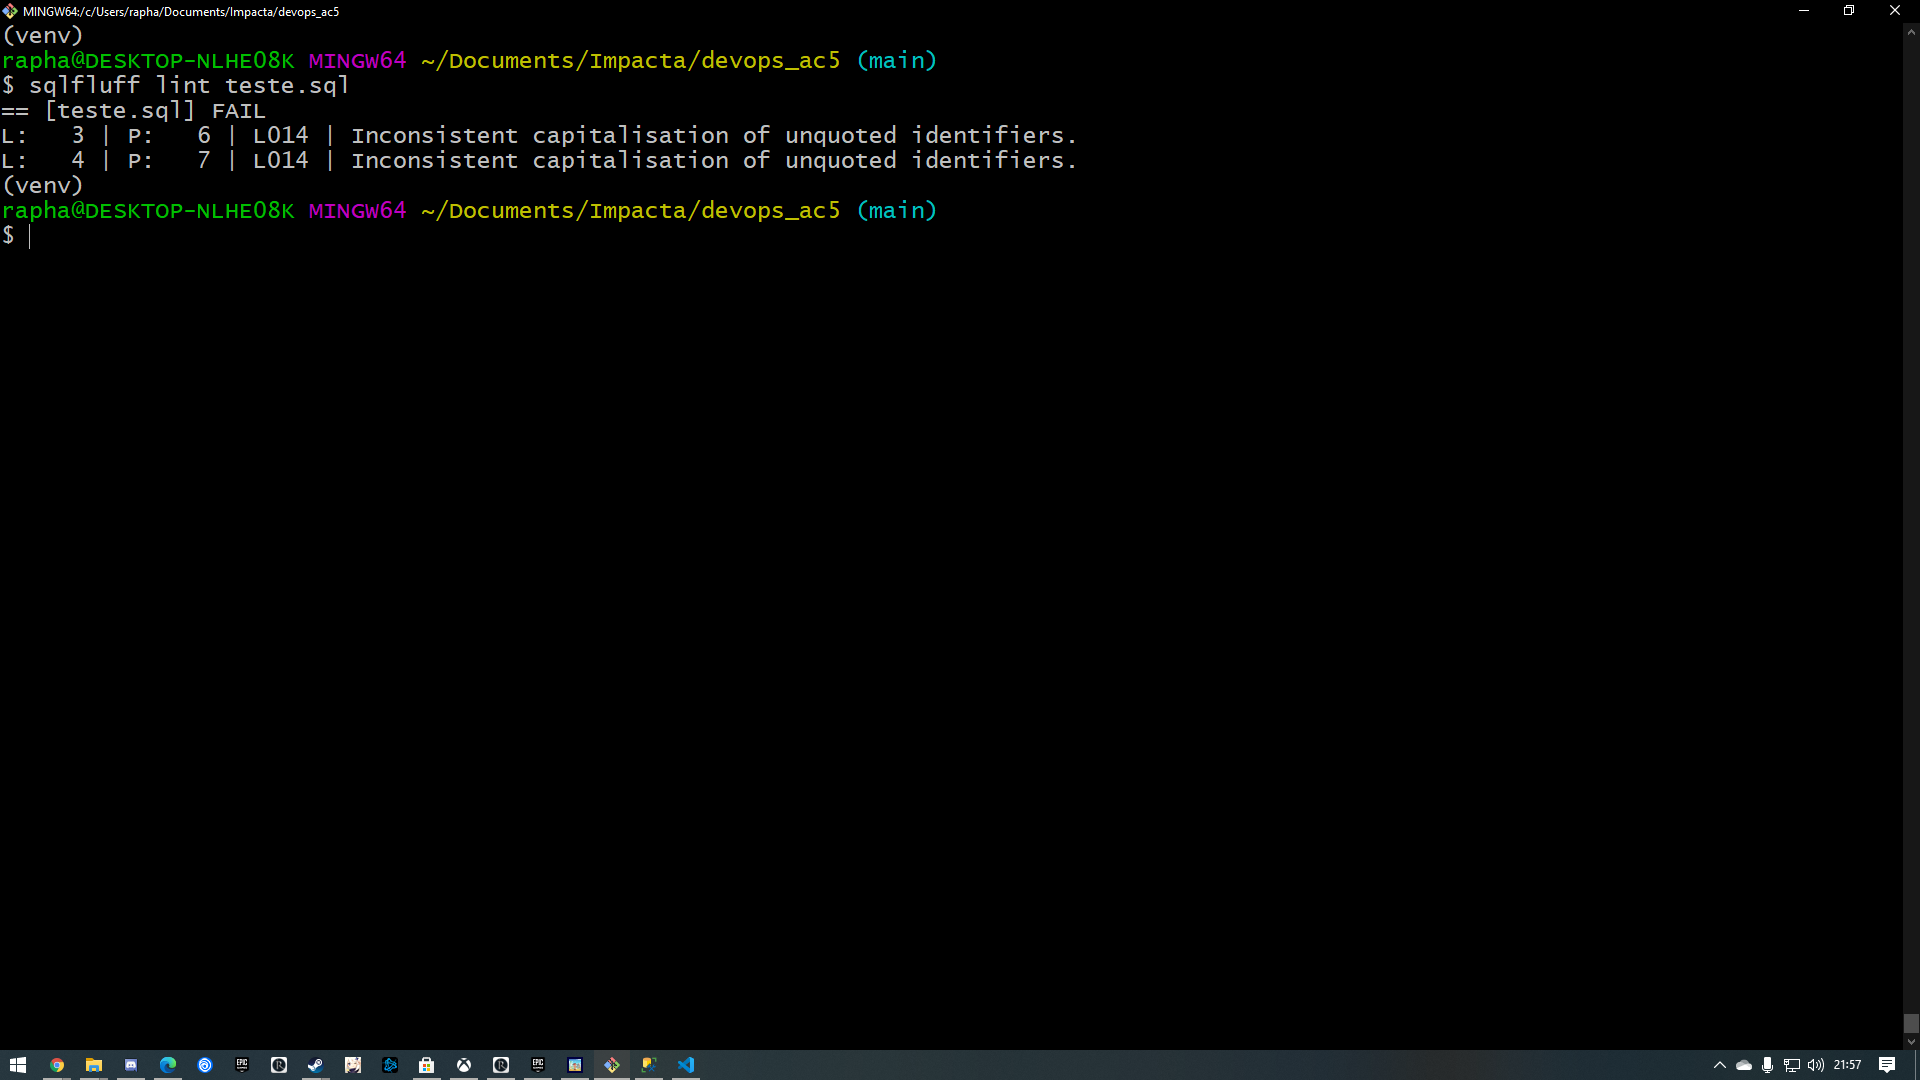 MINGW64:/c/Users/rapha/Documents/Impacta/devops_ac5
(venv)
rapha@DESKTOP-NLHE08K MINGW64 ~/Documents/Impacta/devops_ac5 (main)
$ sqlfluff lint teste.sql
== [teste.sql] FAIL
L:   3 | P:   6 | L014 | Inconsistent capitalisation of unquoted identifiers.
L:   4 | P:   7 | L014 | Inconsistent capitalisation of unquoted identifiers.
(venv)
rapha@DESKTOP-NLHE08K MINGW64 ~/Documents/Impacta/devops_ac5 (main)
$
21:57